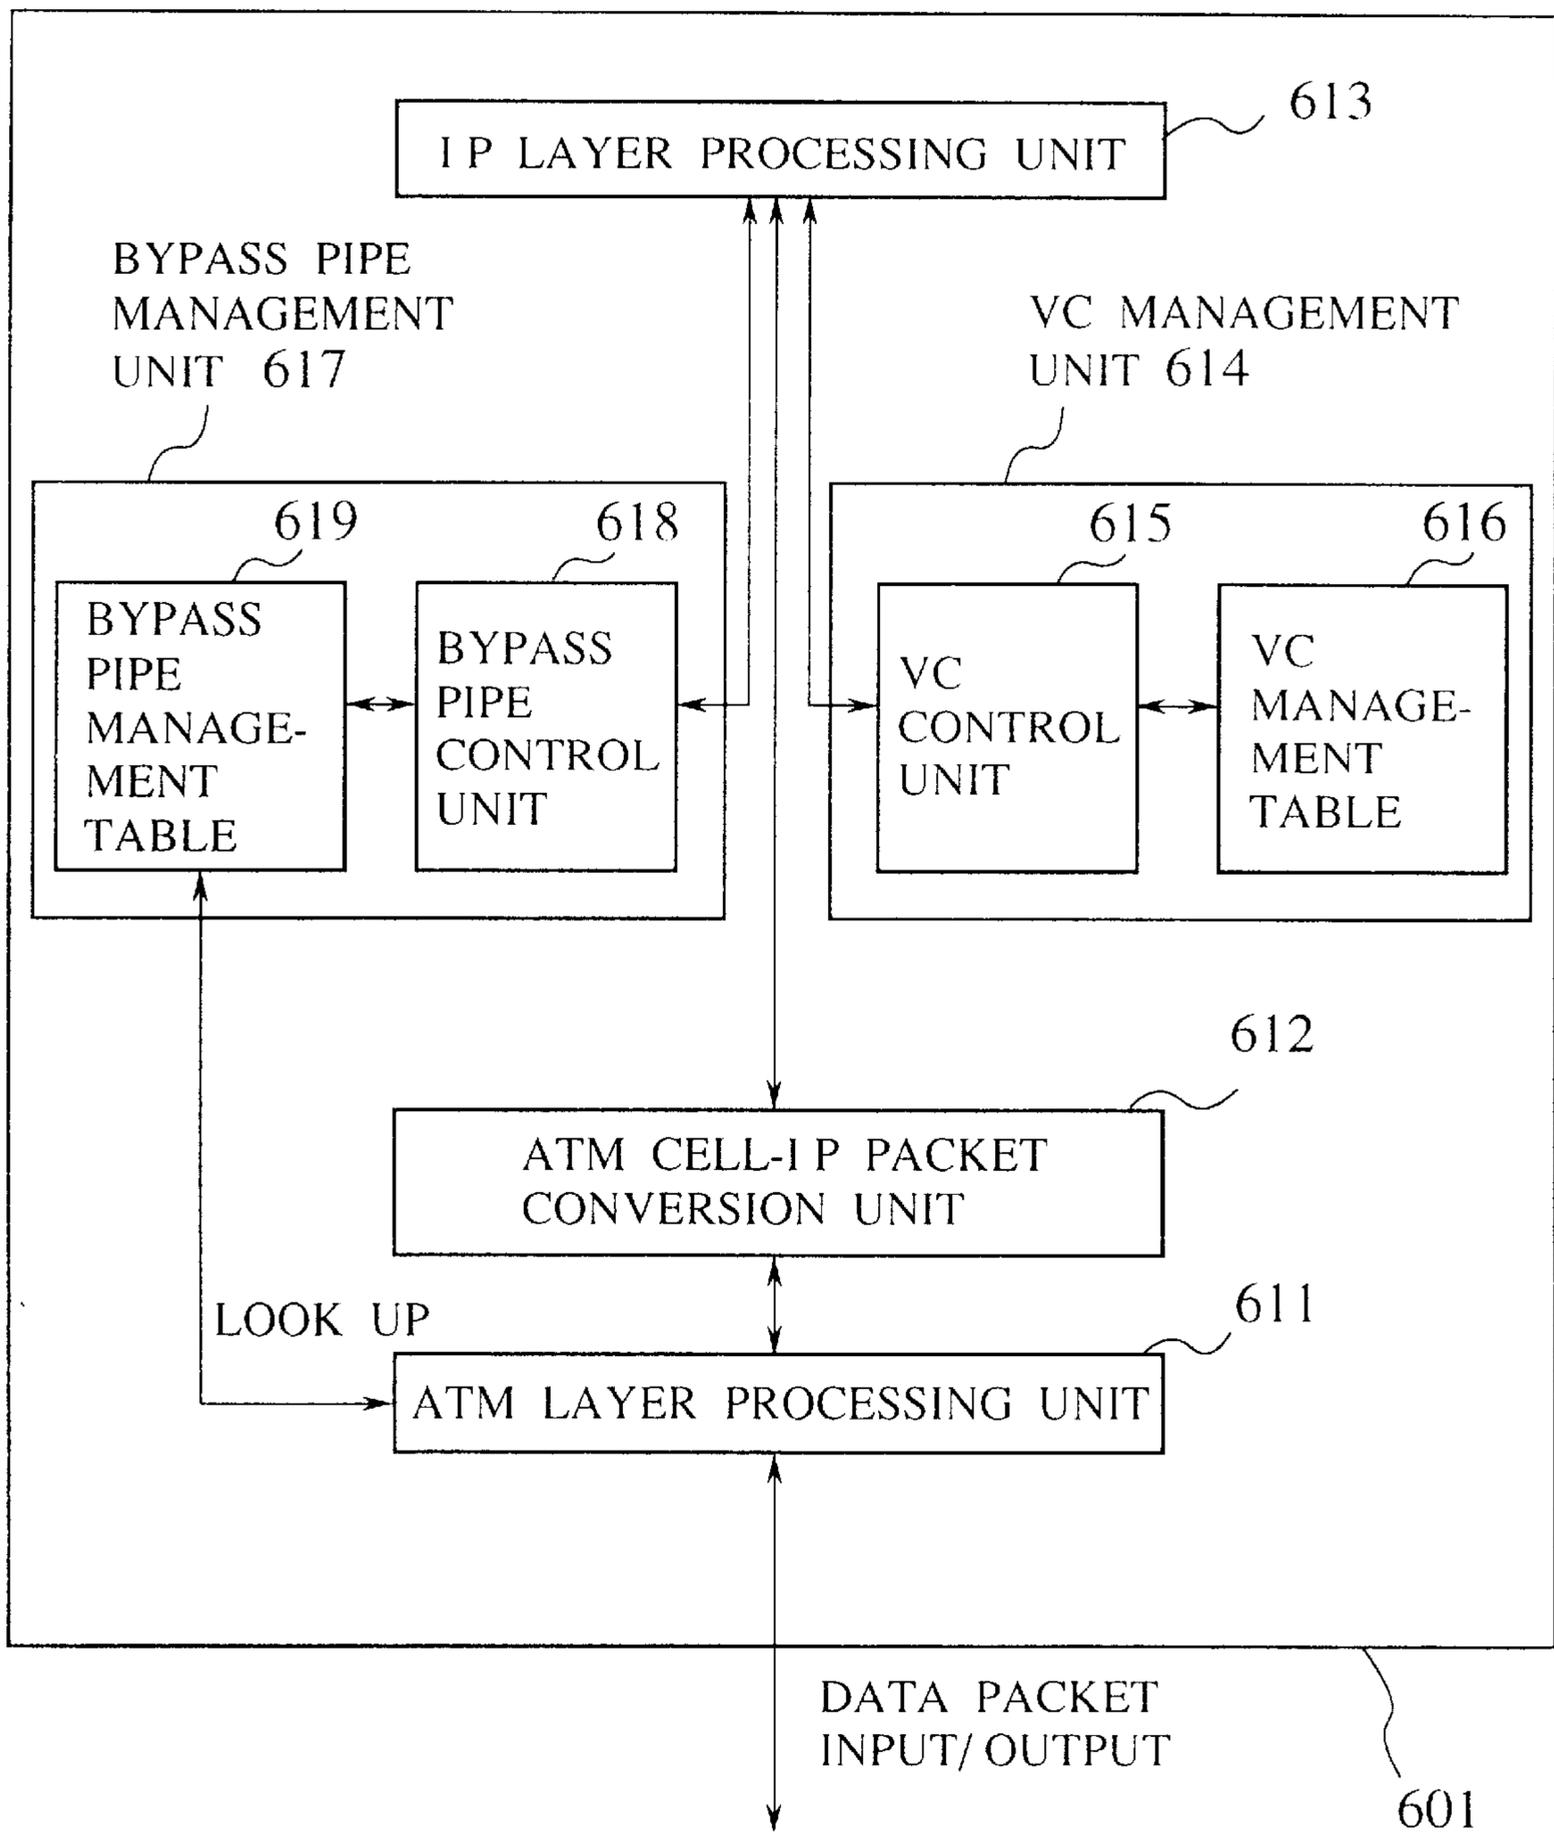 613
IP LAYER PROCESSING UNIT
BYPASS PIPE
MANAGEMENT
UNIT 617
VC MANAGEMENT
UNIT 614
619
618
615
616
BYPASS
PIPE
MANAGE-
MENT
TABLE
BYPASS
PIPE
CONTROL
UNIT
VC
CONTROL
UNIT
VC
MANAGE-
MENT
TABLE
612
ATM CELL-IP PACKET
CONVERSION UNIT
LOOK UP
611
ATM LAYER PROCESSING UNIT
DATA PACKET
INPUT/OUTPUT
601